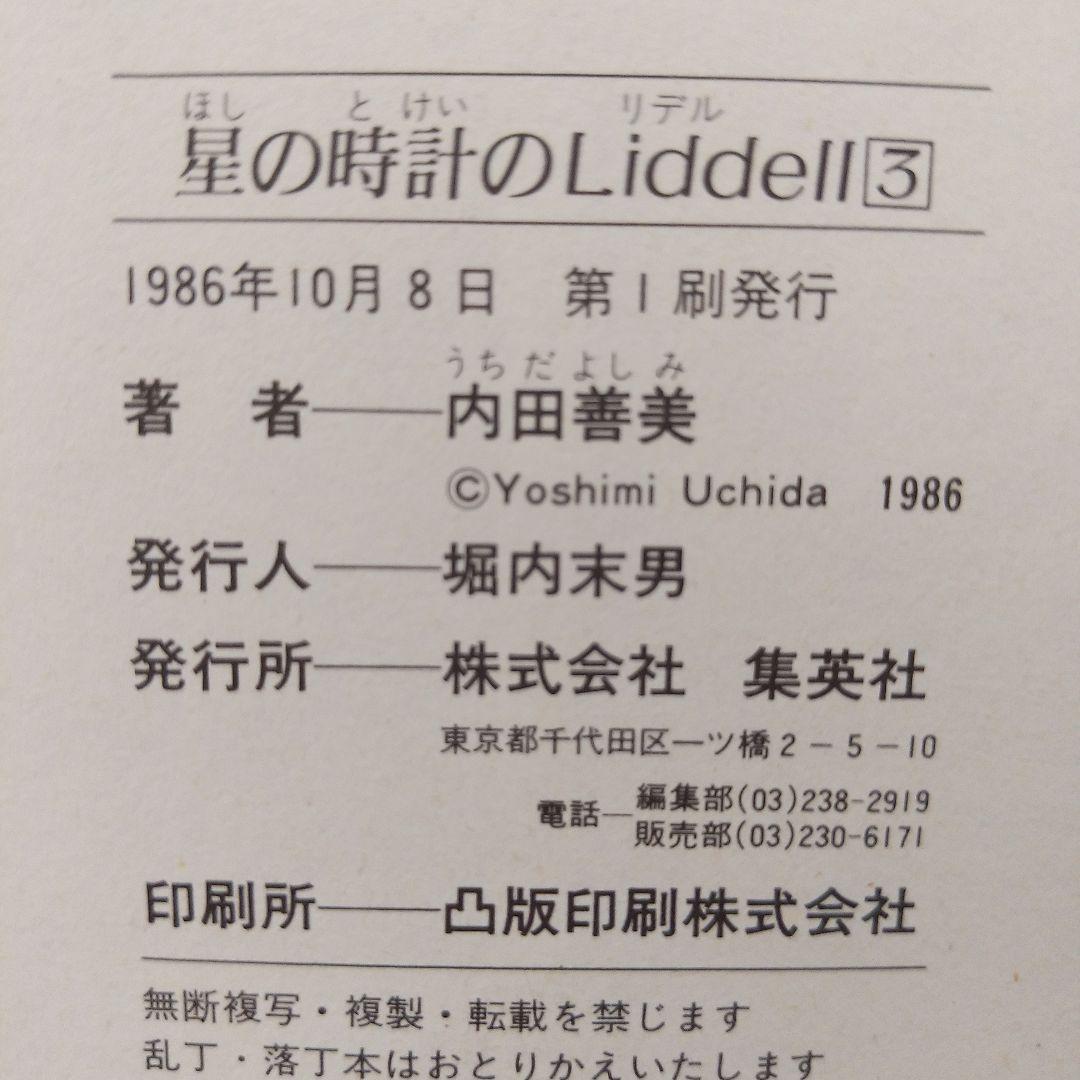 ほし と けい リデル
星の時計のLiddell3
1986年10月8日 第1刷発行
うち だ よし み
著 者──内田善美
©Yoshimi Uchida 1986
発行人──堀内末男
発行所──株式会社 集英社
東京都千代田区一ツ橋2-5-10
電話─編集部(03)238-2919
販売部(03)230-6171
印刷所──凸版印刷株式会社
無断複写・複製・転載を禁じます
乱丁・落丁本はおとりかえいたします